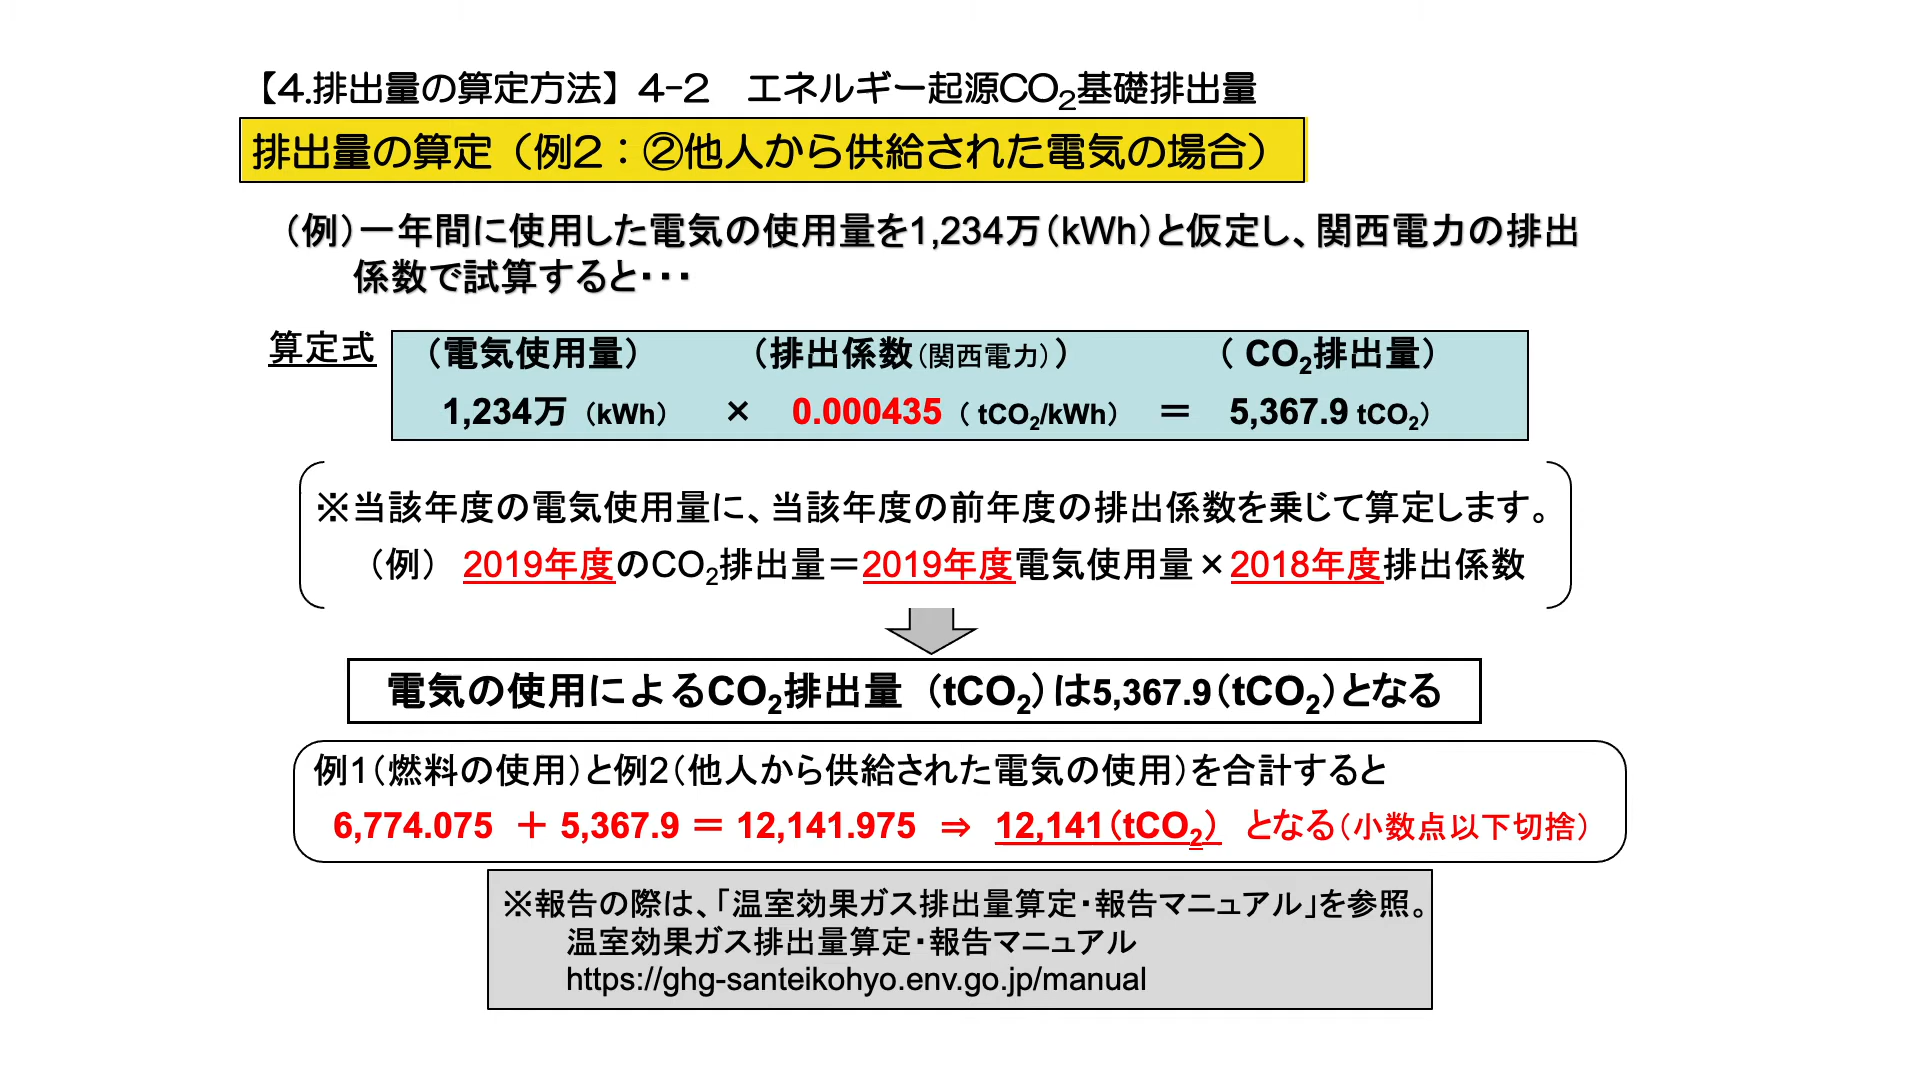 【4.排出量の算定方法】4-2　エネルギー起源CO2基礎排出量
排出量の算定（例2：②他人から供給された電気の場合）
（例）一年間に使用した電気の使用量を1,234万（kWh）と仮定し、関西電力の排出
係数で試算すると・・・
算定式
（電気使用量）　（排出係数（関西電力））　（ CO2排出量）
1,234万（kWh） × 0.000435（ tCO2/kWh） ＝ 5,367.9 tCO2）
※当該年度の電気使用量に、当該年度の前年度の排出係数を乗じて算定します。
（例） 2019年度のCO2排出量＝2019年度電気使用量×2018年度排出係数
電気の使用によるCO2排出量（tCO2）は5,367.9（tCO2）となる
例1（燃料の使用）と例2（他人から供給された電気の使用）を合計すると
6,774.075 ＋ 5,367.9 ＝ 12,141.975 ⇒ 12,141（tCO2） となる（小数点以下切捨）
※報告の際は、「温室効果ガス排出量算定・報告マニュアル」を参照。
温室効果ガス排出量算定・報告マニュアル
https://ghg-santeikohyo.env.go.jp/manual